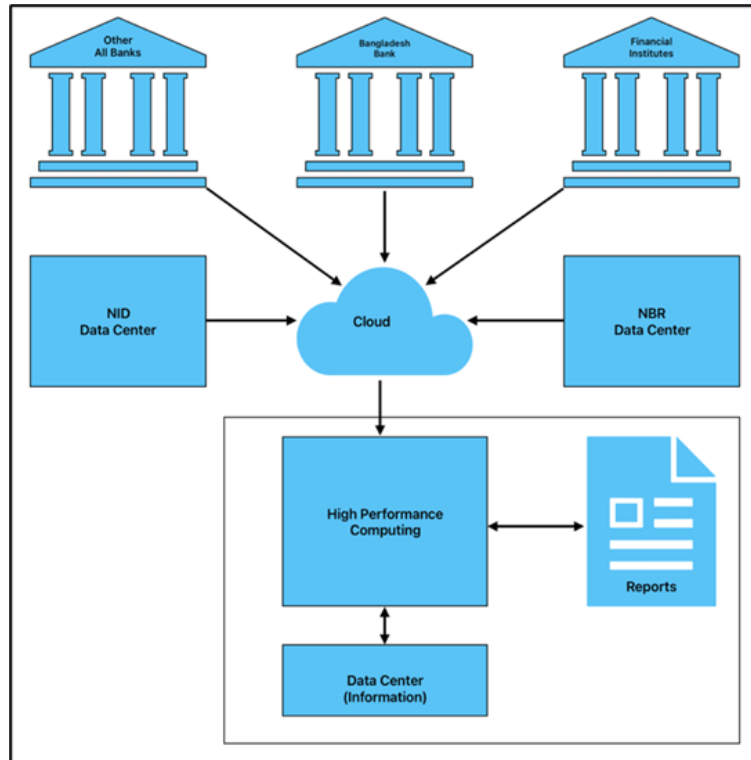 Other
All Banks
Bangladesh
Bank
Financial
Institutes
NID
Data Center
Cloud
NBR
Data Center
High Performance
Computing
Reports
Data Center
(Information)